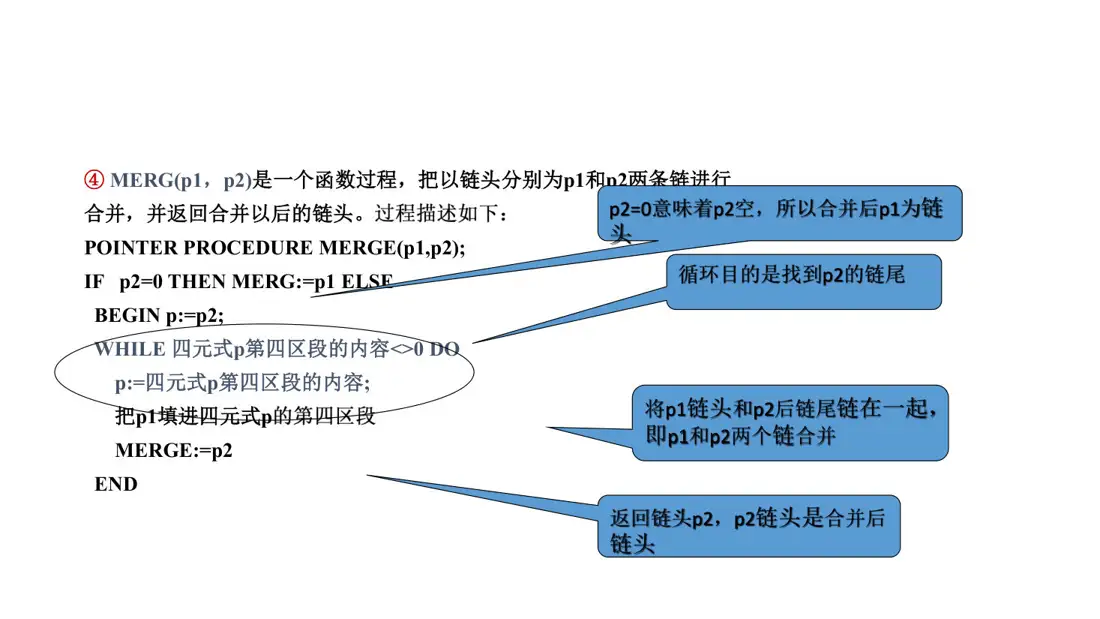 ④ MERG(p1，p2)是一个函数过程，把以链头分别为p1和p2两条链进行
合并，并返回合并以后的链头。过程描述如下：
POINTER PROCEDURE MERGE(p1,p2);
IF p2=0 THEN MERG:=p1 ELSE
BEGIN p:=p2;
WHILE 四元式p第四区段的内容<>0 DO
p:=四元式p第四区段的内容;
把p1填进四元式p的第四区段
MERGE:=p2
END
p2=0意味着p2空，所以合并后p1为链
头
循环目的是找到p2的链尾
将p1链头和p2后链尾链在一起，
即p1和p2两个链合并
返回链头p2，p2链头是合并后
链头